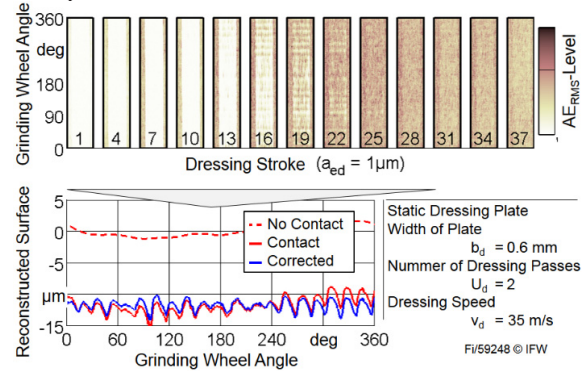 360
deg
180
90
0
Grinding Wheel Angle
1 4 7 10 13 16 19 22 25 28 31 34 37
Dressing Stroke (a_ed = 1µm)
AE_RMS-Level
5
0
-5
µm
-15
Reconstructed Surface
No Contact
Contact
Corrected
0 60 120 180 240 deg 360
Grinding Wheel Angle
Static Dressing Plate
Width of Plate
b_d = 0.6 mm
Nummer of Dressing Passes
U_d = 2
Dressing Speed
v_d = 35 m/s
Fi/59248 © IFW